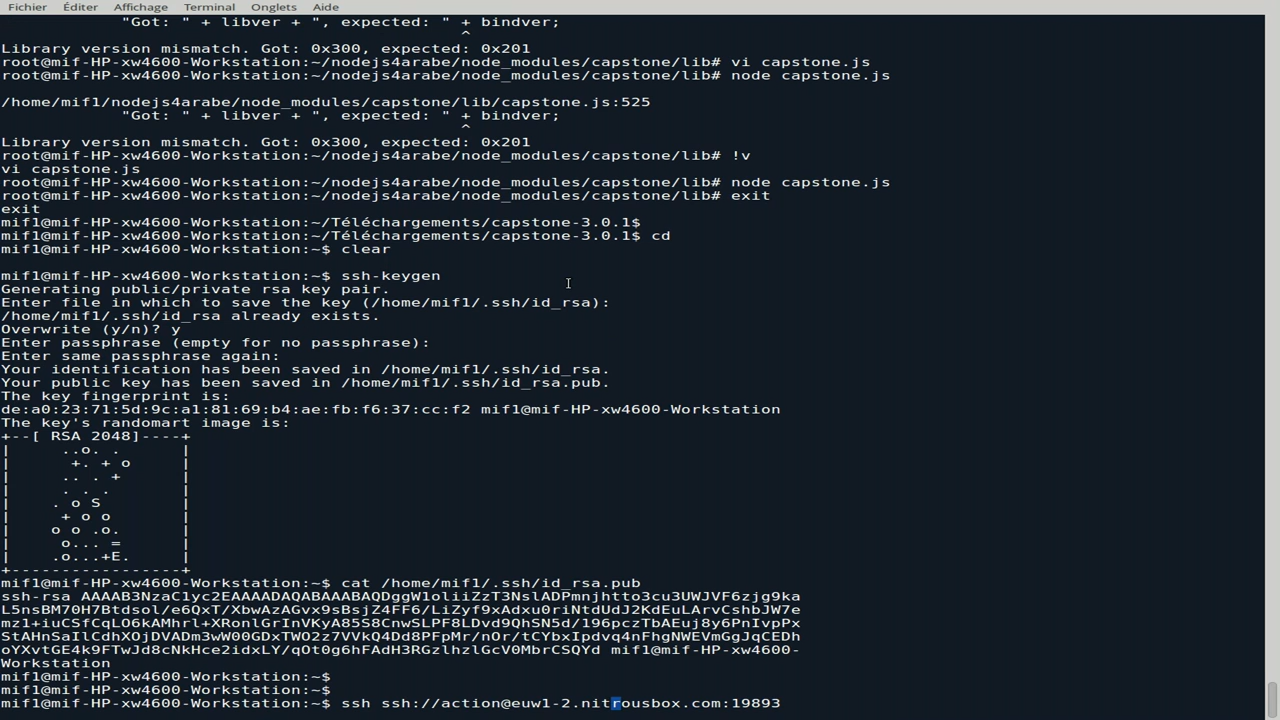 Fichier Éditer Affichage Terminal Onglets Aide
"Got: " + libver + ", expected: " + bindver;
^
Library version mismatch. Got: 0x300, expected: 0x201
root@mif-HP-xw4600-Workstation:~/nodejs4arabe/node_modules/capstone/lib# vi capstone.js
root@mif-HP-xw4600-Workstation:~/nodejs4arabe/node_modules/capstone/lib# node capstone.js
/home/mif1/nodejs4arabe/node_modules/capstone/lib/capstone.js:525
"Got: " + libver + ", expected: " + bindver;
^
Library version mismatch. Got: 0x300, expected: 0x201
root@mif-HP-xw4600-Workstation:~/nodejs4arabe/node_modules/capstone/lib# !v
vi capstone.js
root@mif-HP-xw4600-Workstation:~/nodejs4arabe/node_modules/capstone/lib# node capstone.js
root@mif-HP-xw4600-Workstation:~/nodejs4arabe/node_modules/capstone/lib# exit
exit
mif1@mif-HP-xw4600-Workstation:~/Téléchargements/capstone-3.0.1$
mif1@mif-HP-xw4600-Workstation:~/Téléchargements/capstone-3.0.1$ cd
mif1@mif-HP-xw4600-Workstation:~$ clear
mif1@mif-HP-xw4600-Workstation:~$ ssh-keygen
Generating public/private rsa key pair.
Enter file in which to save the key (/home/mif1/.ssh/id_rsa):
/home/mif1/.ssh/id_rsa already exists.
Overwrite (y/n)? y
Enter passphrase (empty for no passphrase):
Enter same passphrase again:
Your identification has been saved in /home/mif1/.ssh/id_rsa.
Your public key has been saved in /home/mif1/.ssh/id_rsa.pub.
The key fingerprint is:
de:a0:23:71:5d:9c:a1:81:69:b4:ae:fb:f6:37:cc:f2 mif1@mif-HP-xw4600-Workstation
The key's randomart image is:
+--[ RSA 2048]----+
|      ..o. .      |
|       +. + o     |
|      .. . +      |
|      . . .       |
|     . o S        |
|      + o o       |
|     o o .o.      |
|      o... =      |
|     .o...+E.     |
+-----------------+
mif1@mif-HP-xw4600-Workstation:~$ cat /home/mif1/.ssh/id_rsa.pub
ssh-rsa AAAAB3NzaC1yc2EAAAADAQABAAABAQDggW1oliiZzT3NslADPmnjhtto3cu3UWJVF6zjg9ka
L5nsBM70H7Btdsol/e6QxT/XbwAzAGvx9sBsjZ4FF6/LiZyf9xAdxu0riNtdUdJ2KdEuLArvCshbJW7e
mz1+iuCSfCqL6kAMhrl+XRonlGrInVKyA85S8CnwSLPF8LDvd9QhSN5d/196pczTbAEuj8y6PnIvpPx
StAHnSaIlCdhXOjDVADm3wW00GDxTWO2z7VVkQ4Dd8PFpMr/nOr/tCYbxIpdvq4nFhgNWEVmGgJqCEDh
oYXvtGE4k9FTwJd8cNkHce2idxLY/qOt0g6hFAdH3RGzlhzlGcV0MbrCSQYd mif1@mif-HP-xw4600-
Workstation
mif1@mif-HP-xw4600-Workstation:~$
mif1@mif-HP-xw4600-Workstation:~$
mif1@mif-HP-xw4600-Workstation:~$ ssh ssh://action@euw1-2.nitrousbox.com:19893